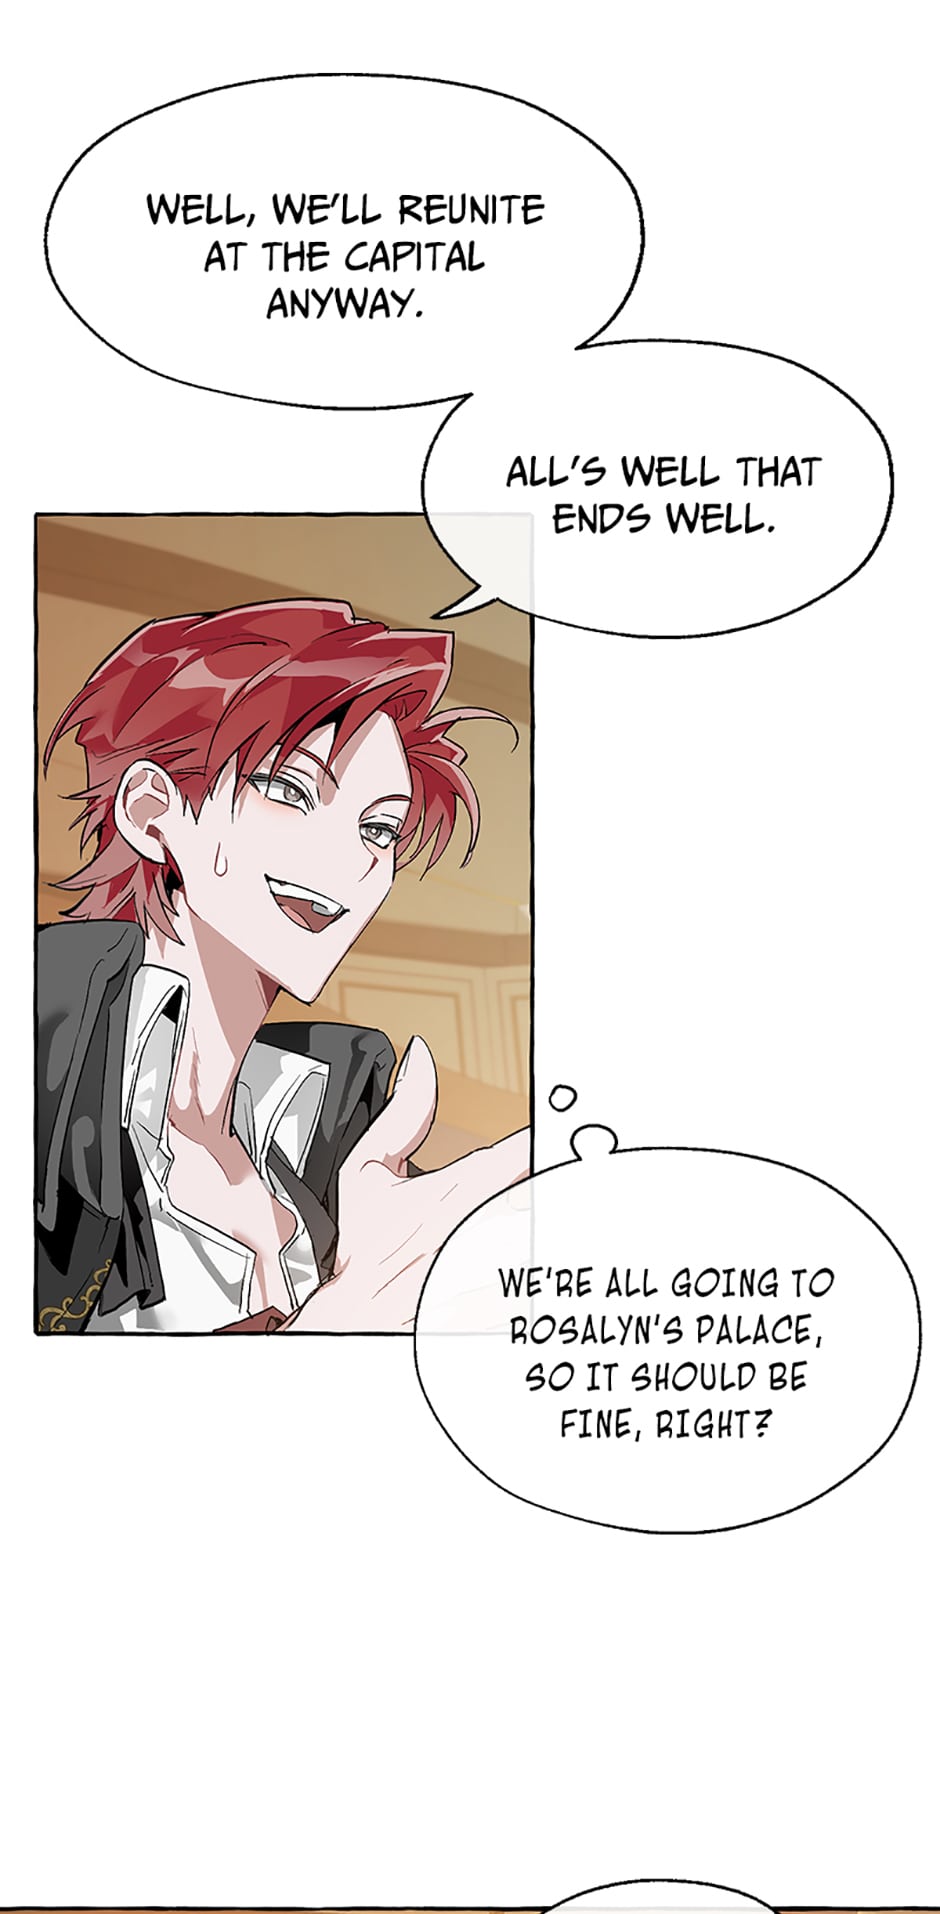 WELL, WE'LL REUNITE
AT THE CAPITAL
ANYWAY.
ALL'S WELL THAT
ENDS WELL.
WE'RE ALL GOING TO
ROSALYN'S PALACE,
SO IT SHOULD BE
FINE, RIGHT?